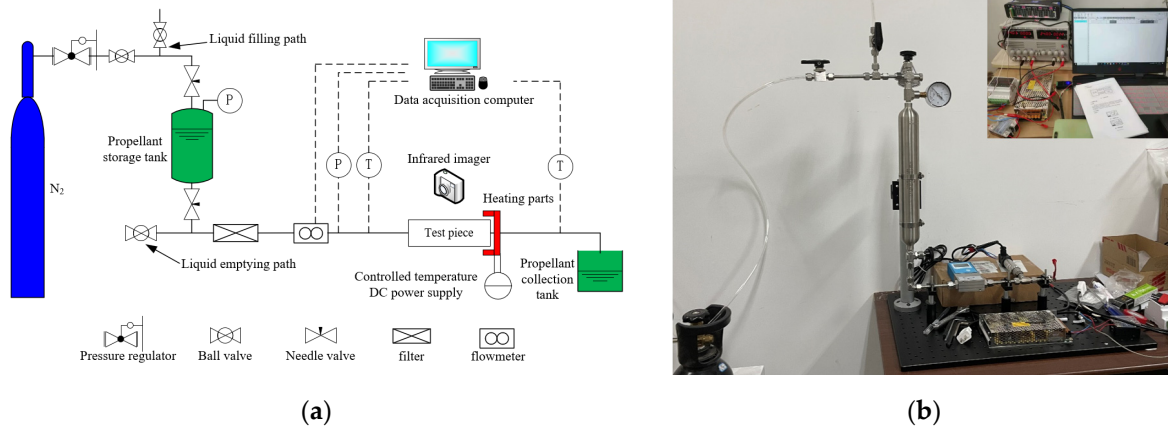 Liquid filling path
P
Data acquisition computer
Propellant
storage tank
N2
P
T
Infrared imager
T
Heating parts
Test piece
Liquid emptying path
Controlled temperature
DC power supply
Propellant
collection
tank
Pressure regulator
Ball valve
Needle valve
filter
flowmeter
(a)
(b)